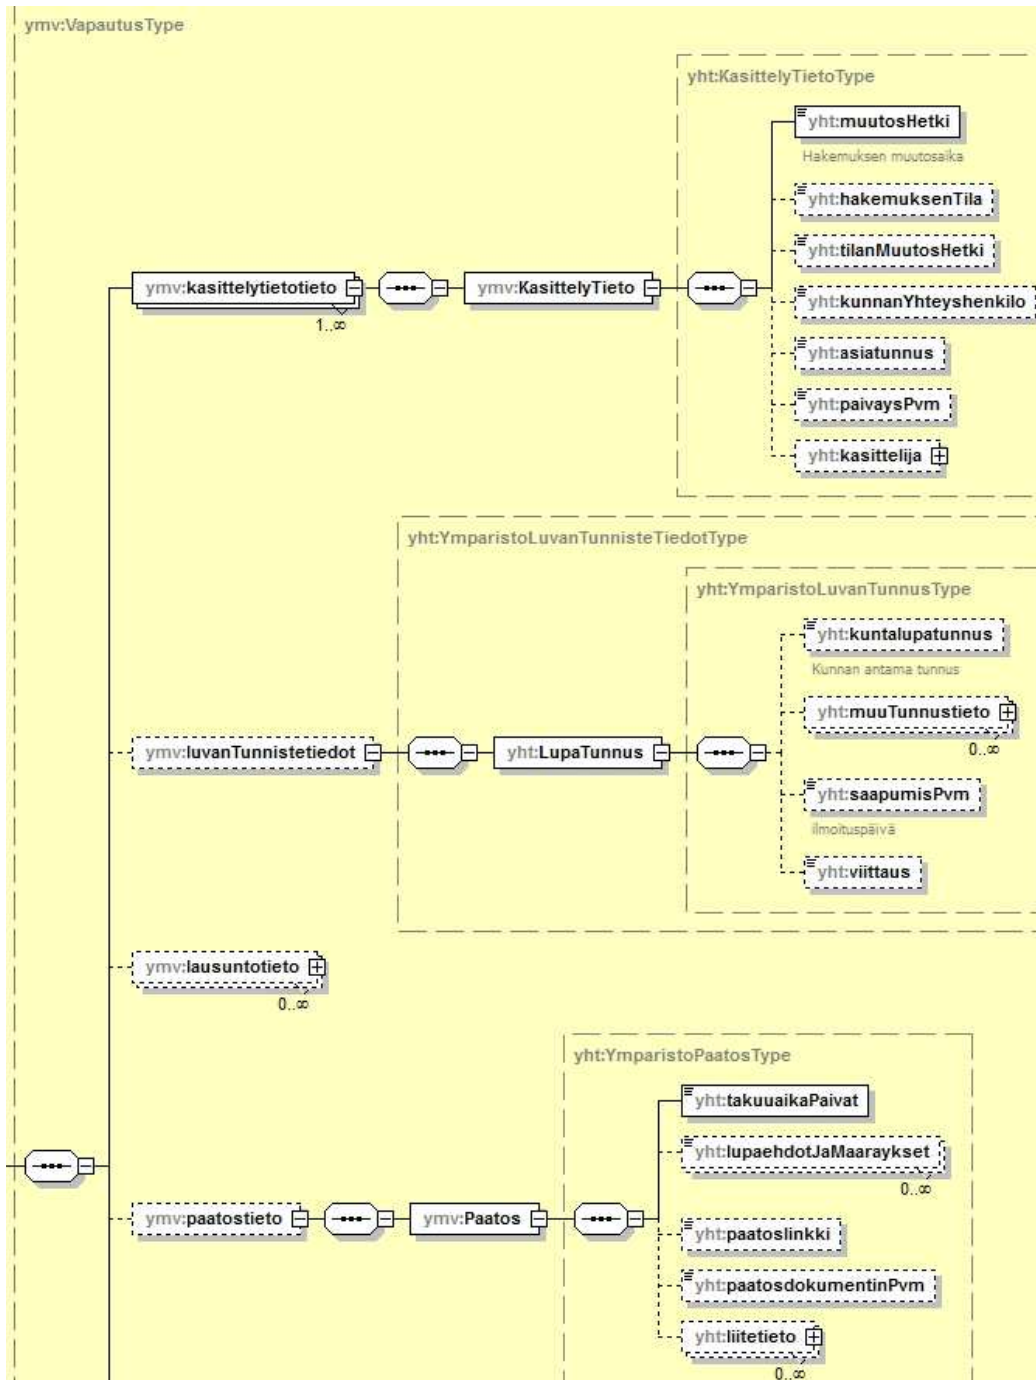 ymv:VapautusType
yht:KasittelyTietoType
yht:muutosHetki
Hakemuksen muutosaika
yht:hakemuksenTila
yht:tilanMuutosHetki
ymv:kasittelytietotieto
1..∞
ymv:KasittelyTieto
yht:kunnanYhteyshenkilo
yht:asiatunnus
yht:paivaysPvm
yht:kasittelija
yht:YmparistoLuvanTunnisteTiedotType
yht:YmparistoLuvanTunnusType
yht:kuntalupatunnus
Kunnan antama tunnus
yht:muuTunnustieto
0..∞
ymv:luvanTunnistetiedot
yht:LupaTunnus
yht:saapumisPvm
Ilmoituspäivä
yht:viittaus
ymv:lausuntotieto
0..∞
yht:YmparistoPaatosType
yht:takuuaikaPaivat
yht:lupaehdotJaMaaraykset
0..∞
ymv:paatostieto
ymv:Paatos
yht:paatoslinkki
yht:paatosdokumentinPvm
yht:liitetieto
0..∞